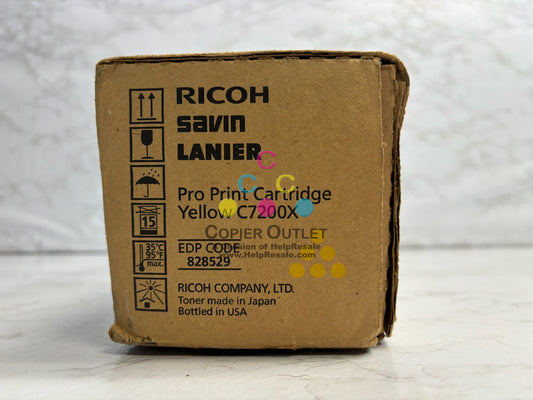 RICOH
savin
LANIER
Pro Print Cartridge
Yellow C7200X
COPIER OUTLET
EDP CODE
Division of HelpResale.com
828529
www.HelpResale.com
15
35°C
95°F
max.
RICOH COMPANY, LTD.
Toner made in Japan
Bottled in USA